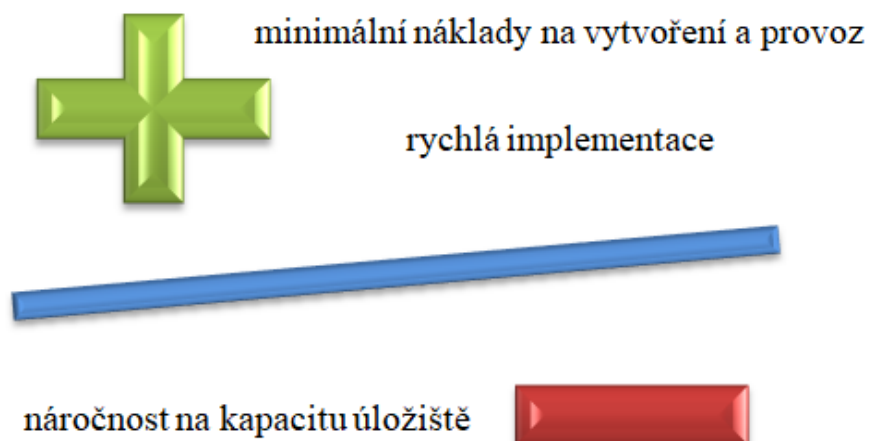 minimální náklady na vytvoření a provoz
rychlá implementace
náročnost na kapacitu úložiště